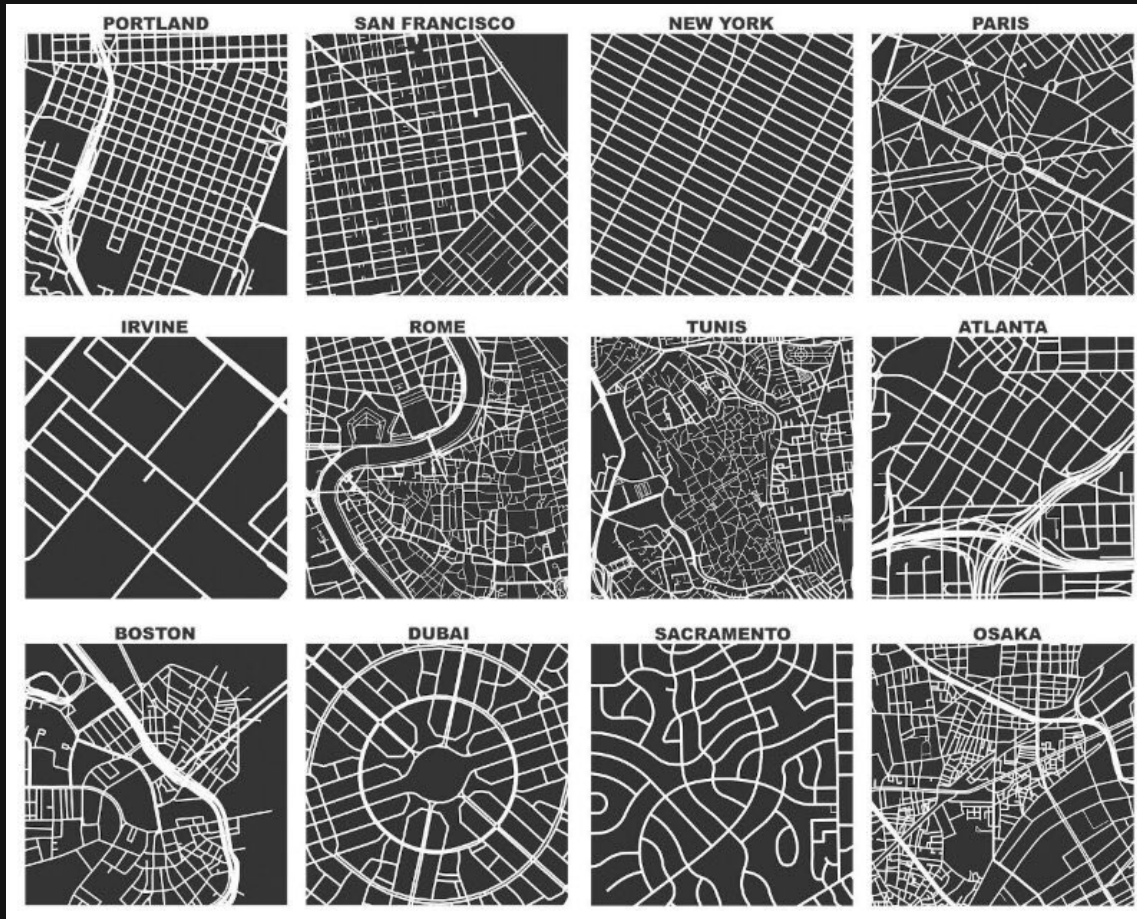 PORTLAND SAN FRANCISCO NEW YORK PARIS
IRVINE ROME TUNIS ATLANTA
BOSTON DUBAI SACRAMENTO OSAKA